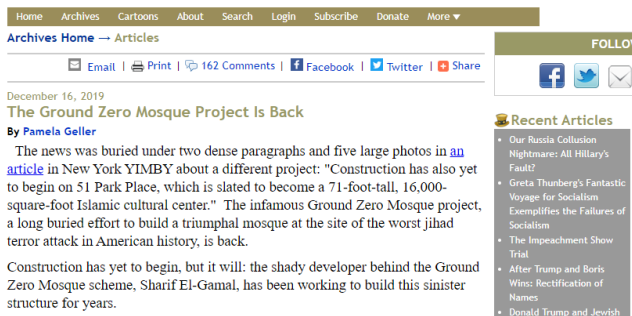 Home Archives Cartoons About Search Login Subscribe Donate More ▼
Archives Home → Articles
FOLLO
Email | Print | 162 Comments | Facebook | Twitter | Share
December 16, 2019
The Ground Zero Mosque Project Is Back
By Pamela Geller
The news was buried under two dense paragraphs and five large photos in an
article in New York YIMBY about a different project: "Construction has also yet
to begin on 51 Park Place, which is slated to become a 71-foot-tall, 16,000-
square-foot Islamic cultural center." The infamous Ground Zero Mosque project,
a long buried effort to build a triumphal mosque at the site of the worst jihad
terror attack in American history, is back.
Construction has yet to begin, but it will: the shady developer behind the Ground
Zero Mosque scheme, Sharif El-Gamal, has been working to build this sinister
structure for years.
Recent Articles
• Our Russia Collusion
Nightmare: All Hillary's
Fault?
• Greta Thunberg's Fantastic
Voyage for Socialism
Exemplifies the Failures of
Socialism
• The Impeachment Show
Trial
• After Trump and Boris
Wins: Rectification of
Names
• Donald Trump and Jewish